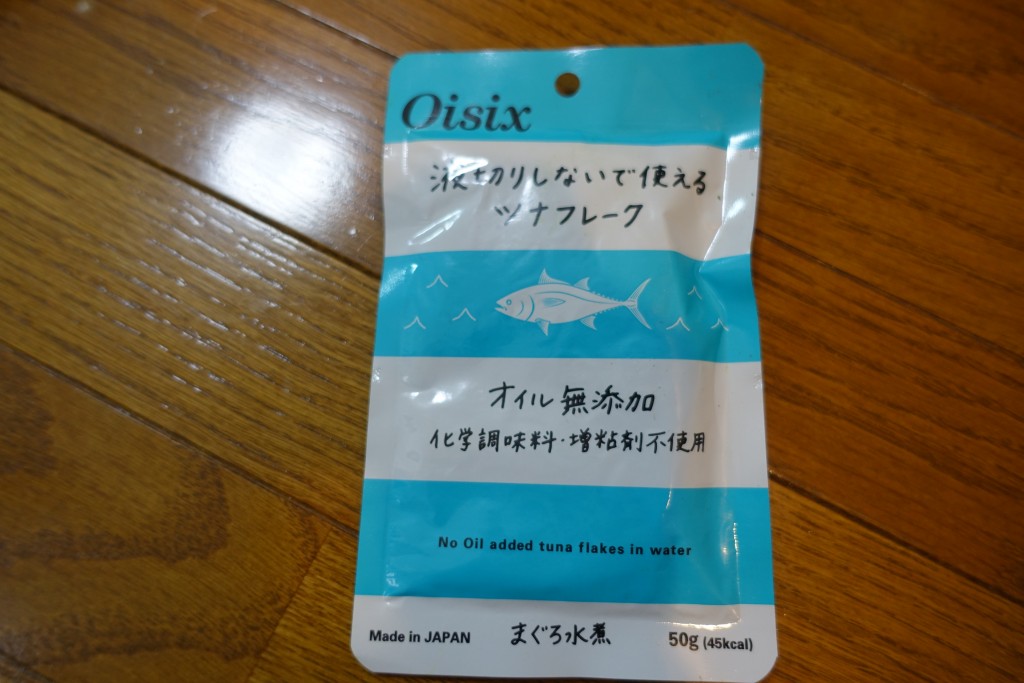 Oisix
液切りしないで使える
ツナフレーク
オイル無添加
化学調味料・増粘剤不使用
No Oil added tuna flakes in water
Made in JAPAN まぐろ水煮 50g (45kcal)